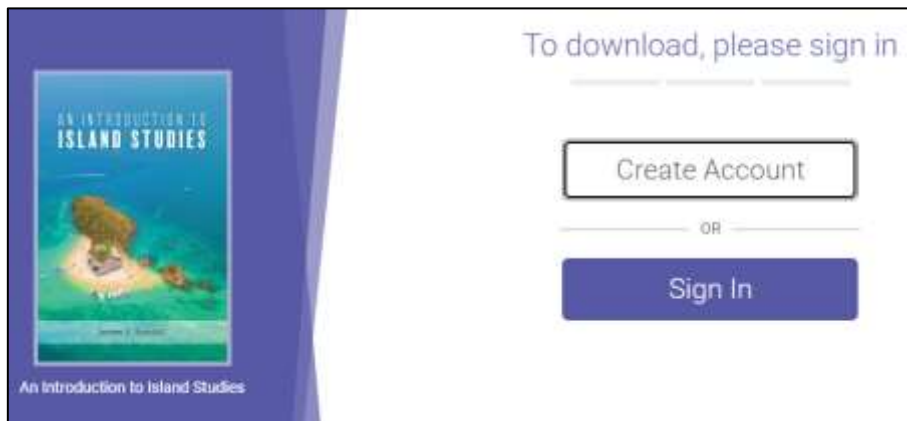 AN INTRODUCTION TO
ISLAND STUDIES
An Introduction to Island Studies
To download, please sign in
Create Account
OR
Sign In